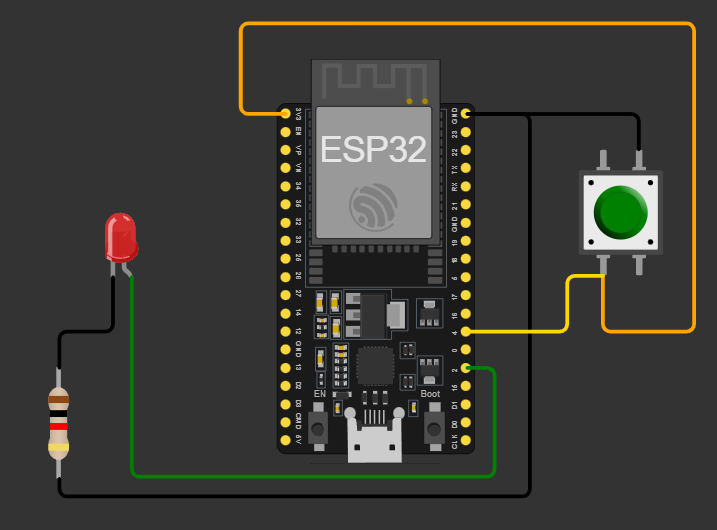 ESP32
3V3
EN
VP
VN
34
35
32
33
25
26
27
14
12
GND
13
D2
D3
CMD
5V
GND
23
22
TX
RX
21
GND
19
18
5
17
16
4
0
2
15
D1
D0
CLK
EN
Boot